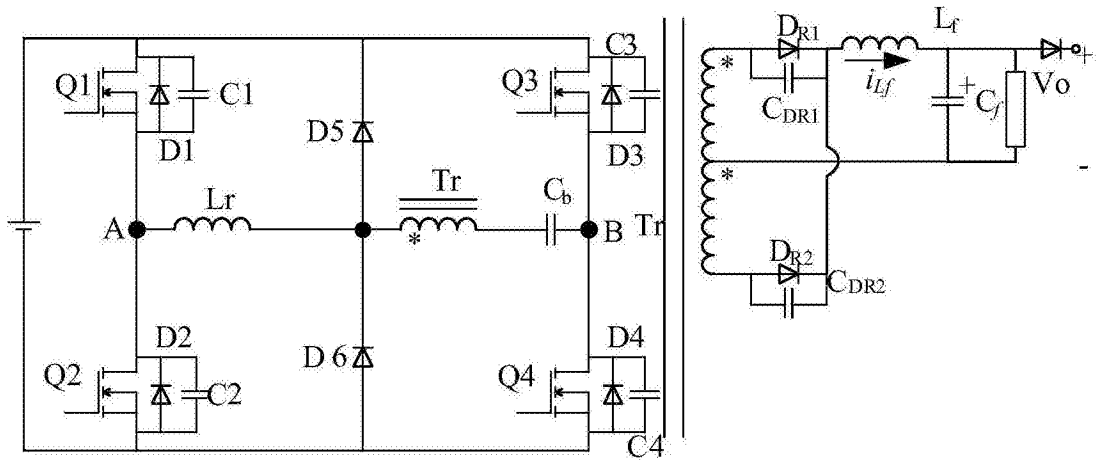 Q1
C1
D1
D5
C3
Q3
D3
A
Lr
Tr
*
Cb
B
Tr
D2
Q2
C2
D6
D4
Q4
C4
DR1
CDR1
*
Lf
iLf
+
Cf
Vo
+
-
*
DR2
CDR2